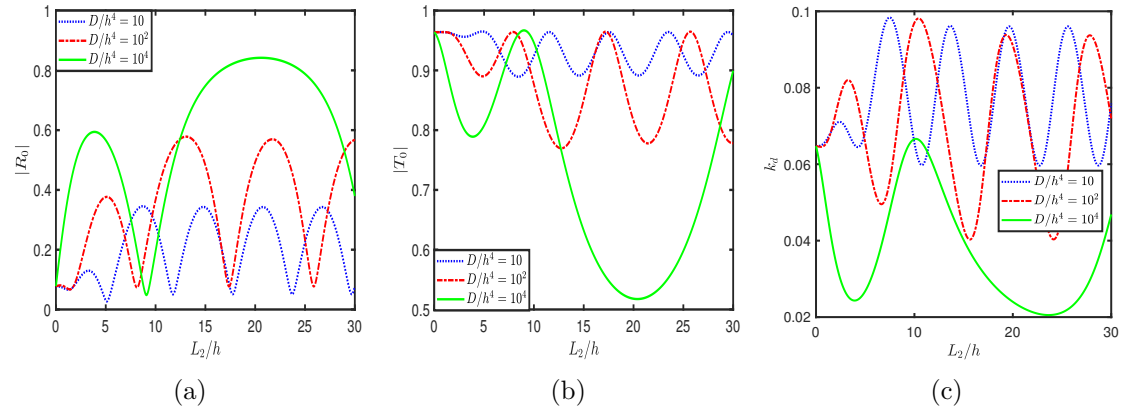 D/h⁴ = 10
D/h⁴ = 10²
D/h⁴ = 10⁴
|R₀|
1
0.8
0.6
0.4
0.2
0
0 5 10 15 20 25 30
L₂/h
(a)
|T₀|
1
0.9
0.8
0.7
0.6
0.5
D/h⁴ = 10
D/h⁴ = 10²
D/h⁴ = 10⁴
0 5 10 15 20 25 30
L₂/h
(b)
k_d
0.1
0.08
0.06
0.04
0.02
D/h⁴ = 10
D/h⁴ = 10²
D/h⁴ = 10⁴
0 10 20 30
L₂/h
(c)